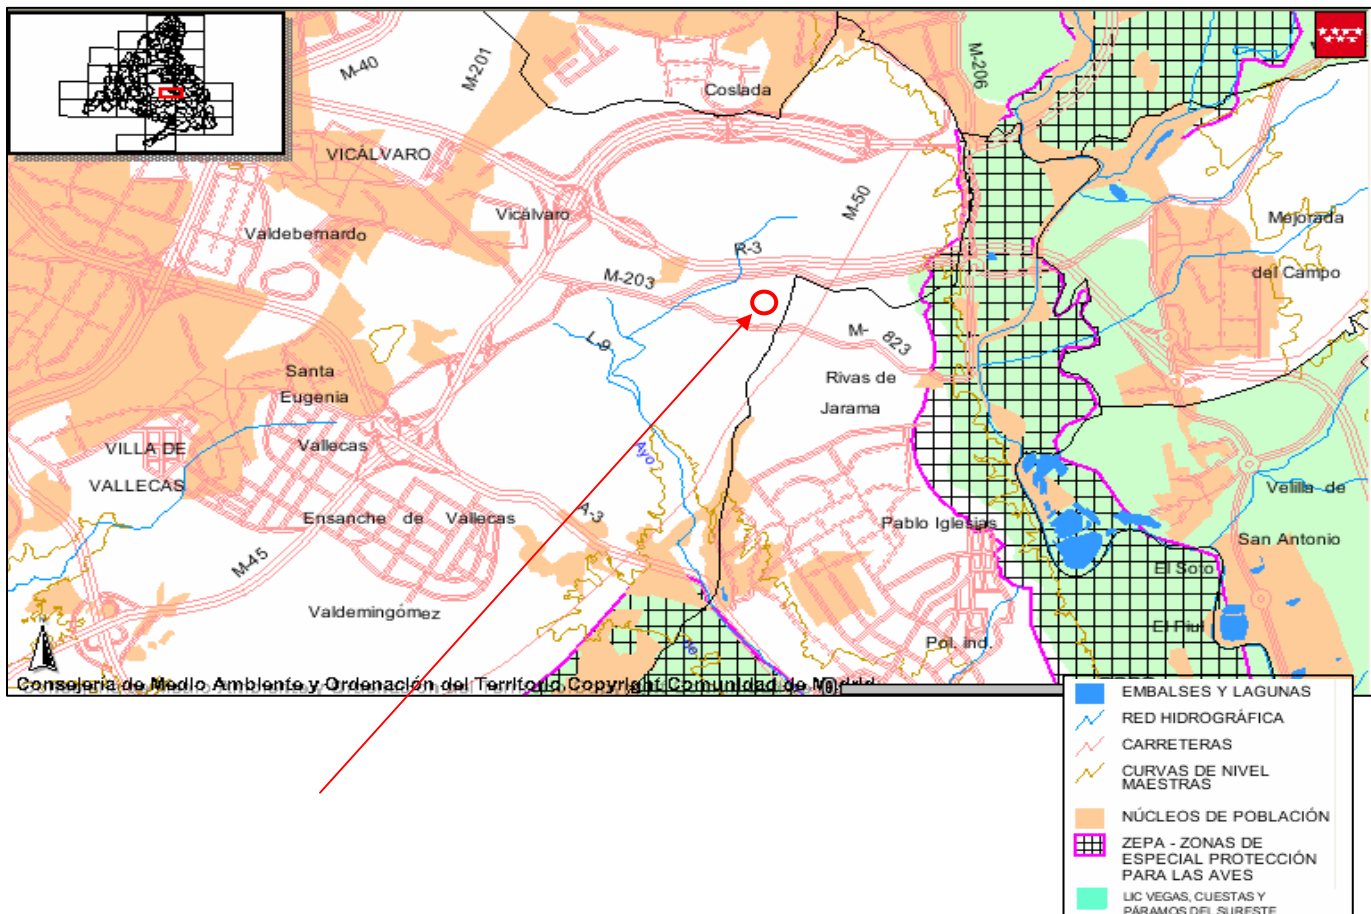 M-40
M-201
M-206
Coslada
VICÁLVARO
Vicálvaro
M-50
Valdebernardo
Mejorada
R-3
M-203
del Campo
L-9
M- 823
Santa
Eugenia
Rivas de
Jarama
VILLA DE
Vallecas
Ayo
VALLECAS
Velilla de
Ensanche de Vallecas
A-3
Pablo Iglesias
San Antonio
M-45
El Soto
Valdemingómez
El Piul
de
Pol. ind.
Consejería de Medio Ambiente y Ordenación del Territorio Copyright Comunidad de Madrid
EMBALSES Y LAGUNAS
RED HIDROGRÁFICA
CARRETERAS
CURVAS DE NIVEL
MAESTRAS
NÚCLEOS DE POBLACIÓN
ZEPA - ZONAS DE
ESPECIAL PROTECCIÓN
PARA LAS AVES
LIC VEGAS, CUESTAS Y
PÁRAMOS DEL SURESTE